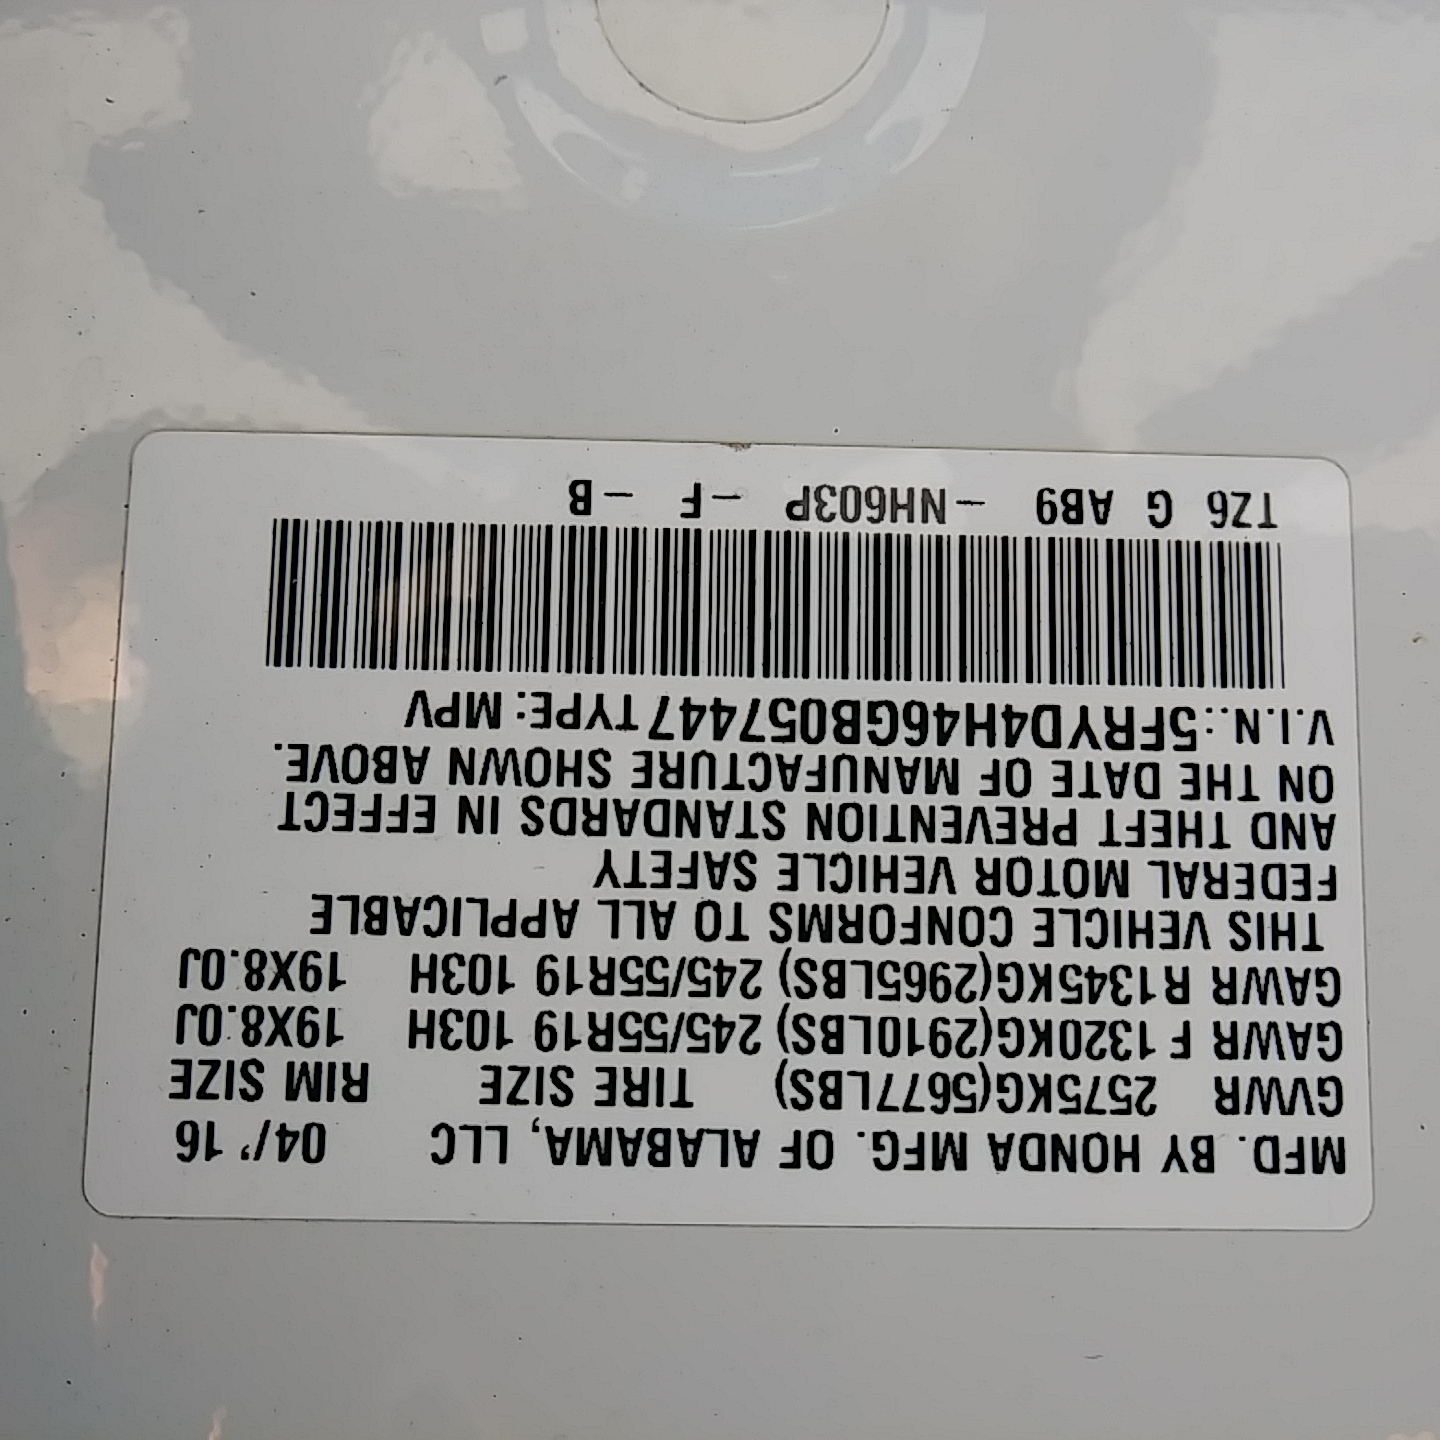 MFD. BY HONDA MFG. OF ALABAMA, LLC 04/'16
GVWR 2575KG(5677LBS) TIRE SIZE RIM SIZE
GAWR F 1320KG(2910LBS) 245/55R19 103H 19X8.0J
GAWR R1345KG(2965LBS) 245/55R19 103H 19X8.0J
THIS VEHICLE CONFORMS TO ALL APPLICABLE
FEDERAL MOTOR VEHICLE SAFETY
AND THEFT PREVENTION STANDARDS IN EFFECT
ON THE DATE OF MANUFACTURE SHOWN ABOVE.
V.I.N.:5FRYD4H46GB057447 TYPE: MPV
TZ6 G AB9 -NH603P -F -B